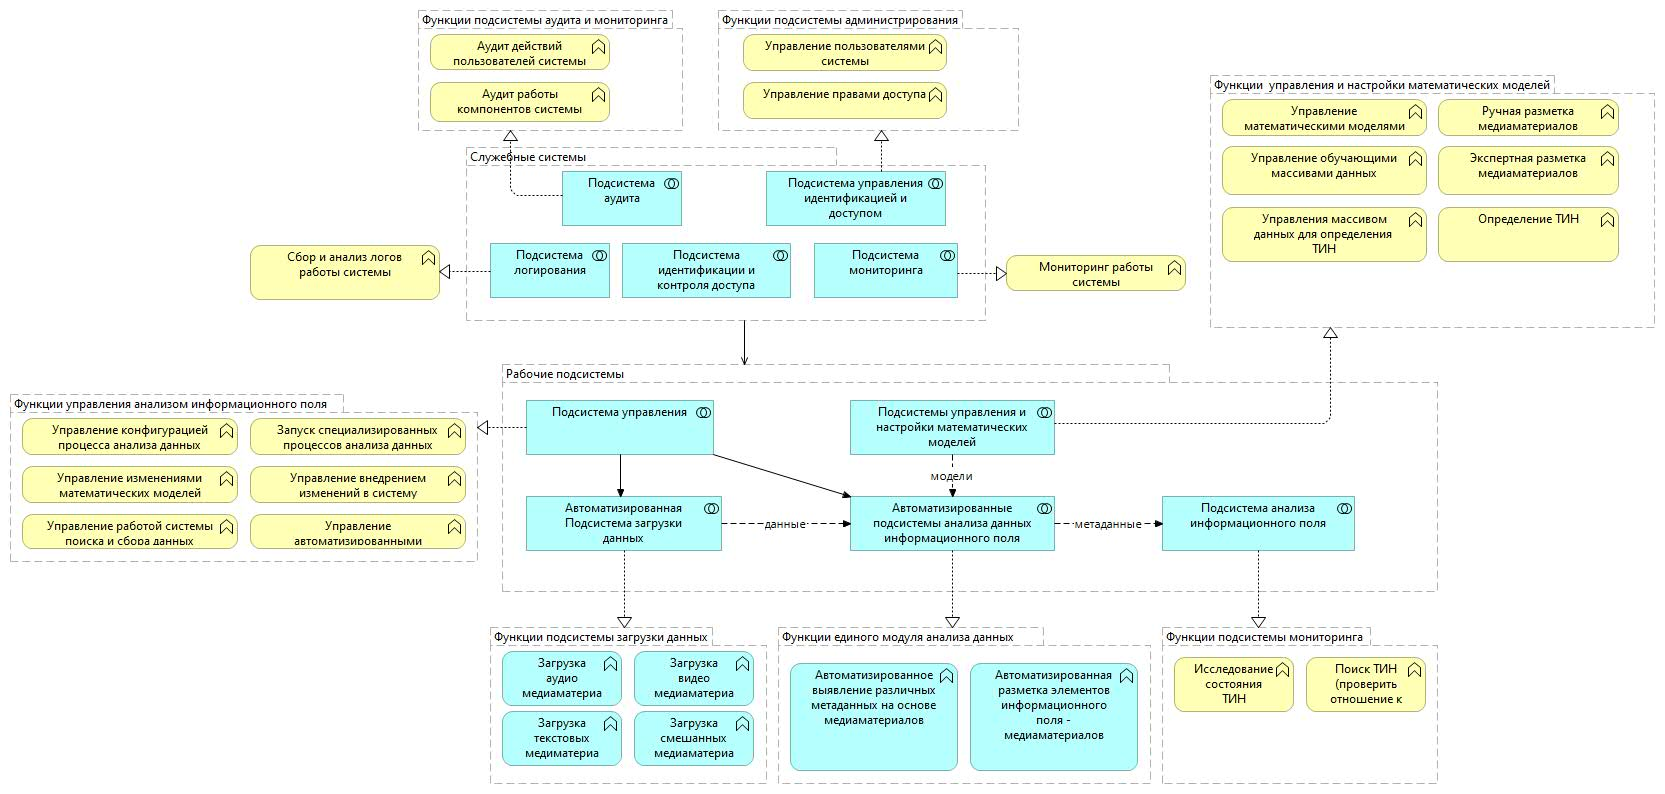 Функции подсистемы аудита и мониторинга
Аудит действий
пользователей системы
Аудит работы
компонентов системы
Функции подсистемы администрирования
Управление пользователями
системы
Управление правами доступа
Функции  управления и настройки математических моделей
Управление
математическими моделями
Ручная разметка
медиаматериалов
Управление обучающими
массивами данных
Экспертная разметка
медиаматериалов
Управления массивом
данных для определения
ТИН
Определение ТИН
Служебные системы
Подсистема
аудита
Подсистема управления
идентификацией и
доступом
Подсистема
логирования
Подсистема
идентификации и
контроля доступа
Подсистема
мониторинга
Сбор и анализ логов
работы системы
Мониторинг работы
системы
Рабочие подсистемы
Подсистема управления
Подсистемы управления и
настройки математических
моделей
модели
Автоматизированная
Подсистема загрузки
данных
данные
Автоматизированные
подсистемы анализа данных
информационного поля
метаданные
Подсистема анализа
информационного поля
Функции управления анализом информационного поля
Управление конфигурацией
процесса анализа данных
Запуск специализированных
процессов анализа данных
Управление изменениями
математических моделей
Управление внедрением
изменений в систему
Управление работой системы
поиска и сбора данных
Управление
автоматизированными
Функции подсистемы загрузки данных
Загрузка
аудио
медиаматериа
Загрузка
видео
медиаматериа
Загрузка
текстовых
медиматериа
Загрузка
смешанных
медиаматериа
Функции единого модуля анализа данных
Автоматизированное
выявление различных
метаданных на основе
медиаматериалов
Автоматизированная
разметка элементов
информационного
поля -
медиаматериалов
Функции подсистемы мониторинга
Исследование
состояния
ТИН
Поиск ТИН
(проверить
отношение к